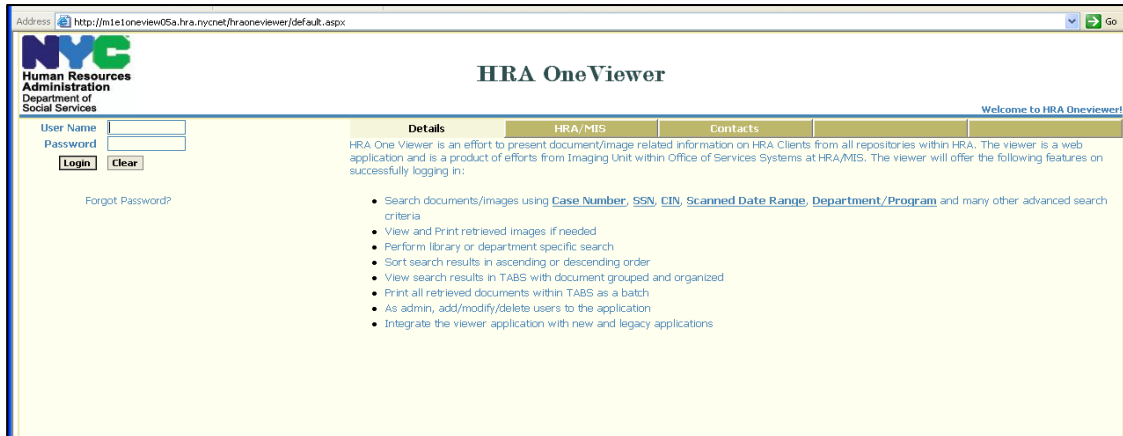 Address http://m1e1oneview05a.hra.nycnet/hraoneviewer/default.aspx Go
NYC
Human Resources
Administration
Department of
Social Services
HRA OneViewer
Welcome to HRA Oneviewer!
User Name
Password
Login Clear
Forgot Password?
Details HRA/MIS Contacts
HRA One Viewer is an effort to present document/image related information on HRA Clients from all repositories within HRA. The viewer is a web
application and is a product of efforts from Imaging Unit within Office of Services Systems at HRA/MIS. The viewer will offer the following features on
successfully logging in:
• Search documents/images using Case Number, SSN, CIN, Scanned Date Range, Department/Program and many other advanced search
criteria
• View and Print retrieved images if needed
• Perform library or department specific search
• Sort search results in ascending or descending order
• View search results in TABS with document grouped and organized
• Print all retrieved documents within TABS as a batch
• As admin, add/modify/delete users to the application
• Integrate the viewer application with new and legacy applications